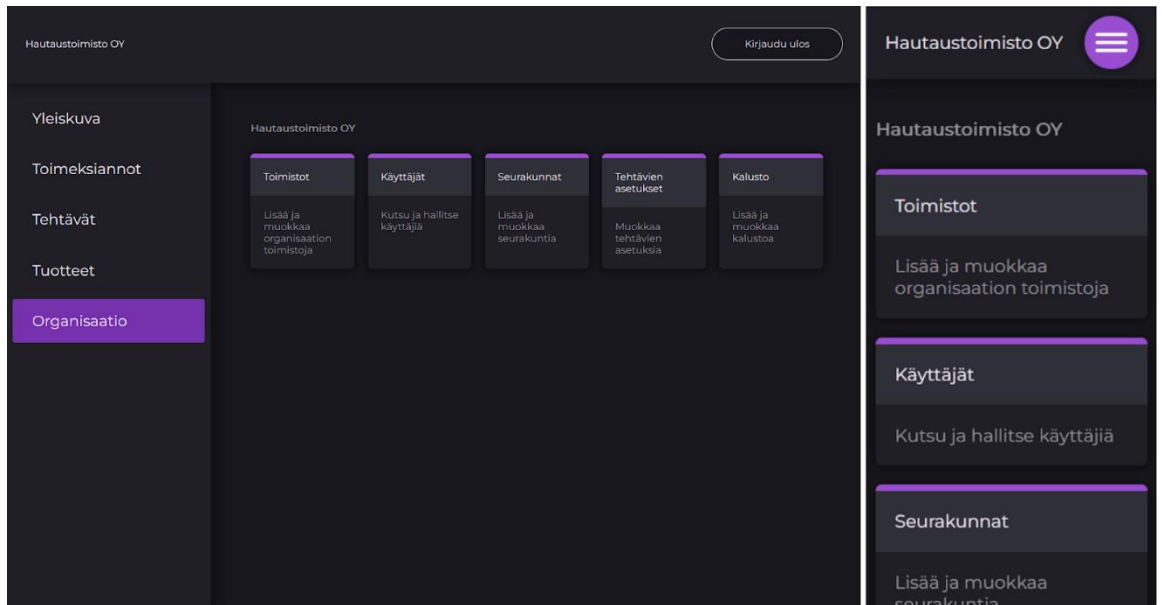 Hautaustoimisto OY
Kirjaudu ulos
Yleiskuva
Toimeksiannot
Tehtävät
Tuotteet
Organisaatio
Hautaustoimisto OY
Toimistot
Lisää ja
muokkaa
organisaation
toimistoja
Käyttäjät
Kutsu ja hallitse
käyttäjiä
Seurakunnat
Lisää ja
muokkaa
seurakuntia
Tehtävien
asetukset
Muokkaa
tehtävien
asetuksia
Kalusto
Lisää ja
muokkaa
kalustoa
Hautaustoimisto OY
Hautaustoimisto OY
Toimistot
Lisää ja muokkaa
organisaation toimistoja
Käyttäjät
Kutsu ja hallitse käyttäjiä
Seurakunnat
Lisää ja muokkaa
seurakuntia